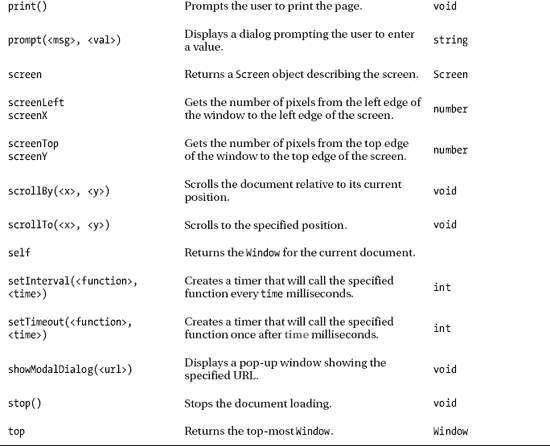 print() Prompts the user to print the page. void
prompt(<msg>, <val>) Displays a dialog prompting the user to enter
a value. string
screen Returns a Screen object describing the screen. Screen
screenLeft Gets the number of pixels from the left edge of
screenX the window to the left edge of the screen. number
screenTop Gets the number of pixels from the top edge
screenY of the window to the top edge of the screen. number
scrollBy(<x>, <y>) Scrolls the document relative to its current
position. void
scrollTo(<x>, <y>) Scrolls to the specified position. void
self Returns the Window for the current document.
setInterval(<function>, Creates a timer that will call the specified
<time>) function every time milliseconds. int
setTimeout(<function>, Creates a timer that will call the specified
<time>) function once after time milliseconds. int
showModalDialog(<url>) Displays a pop-up window showing the
specified URL. void
stop() Stops the document loading. void
top Returns the top-most Window. Window